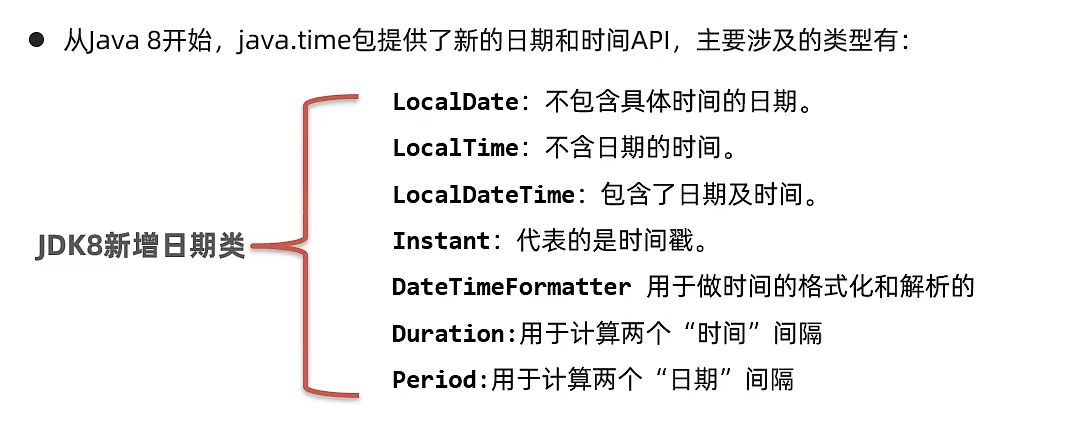 ● 从Java 8开始，java.time包提供了新的日期和时间API，主要涉及的类型有：
LocalDate：不包含具体时间的日期。
LocalTime：不含日期的时间。
LocalDateTime：包含了日期及时间。
JDK8新增日期类
Instant：代表的是时间戳。
DateTimeFormatter 用于做时间的格式化和解析的
Duration:用于计算两个“时间”间隔
Period:用于计算两个“日期”间隔